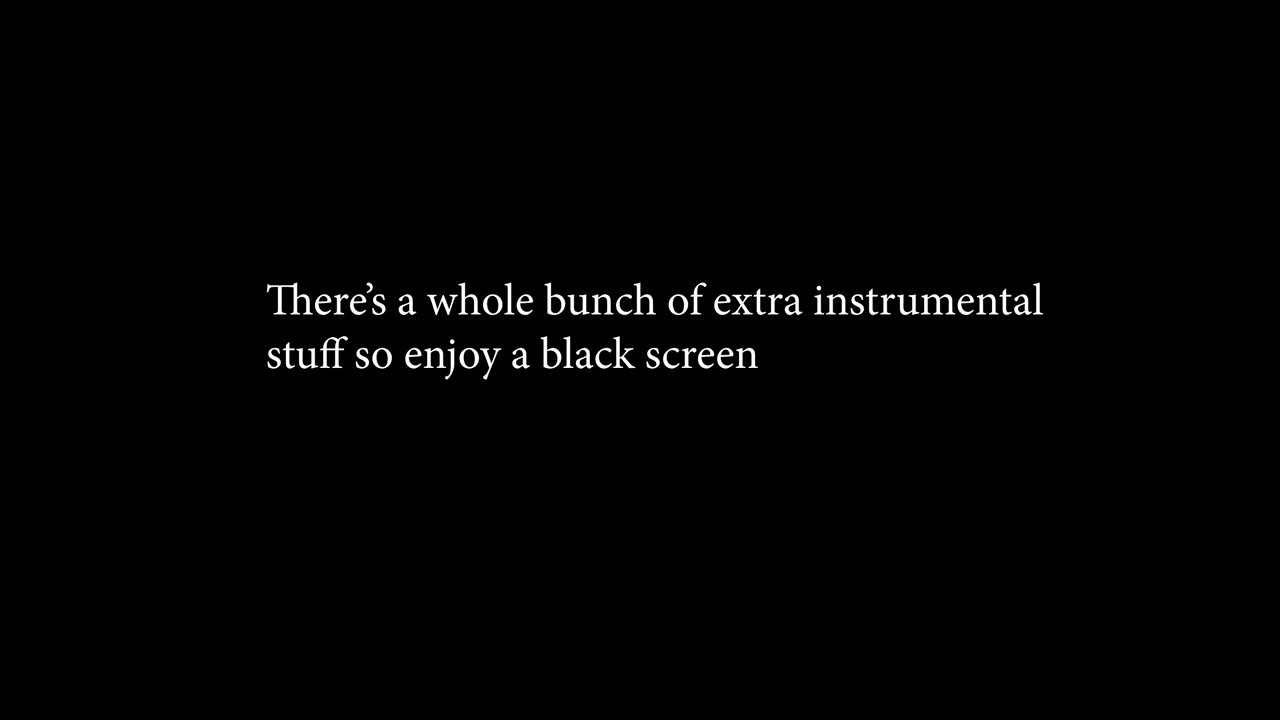 There’s a whole bunch of extra instrumental
stuff so enjoy a black screen